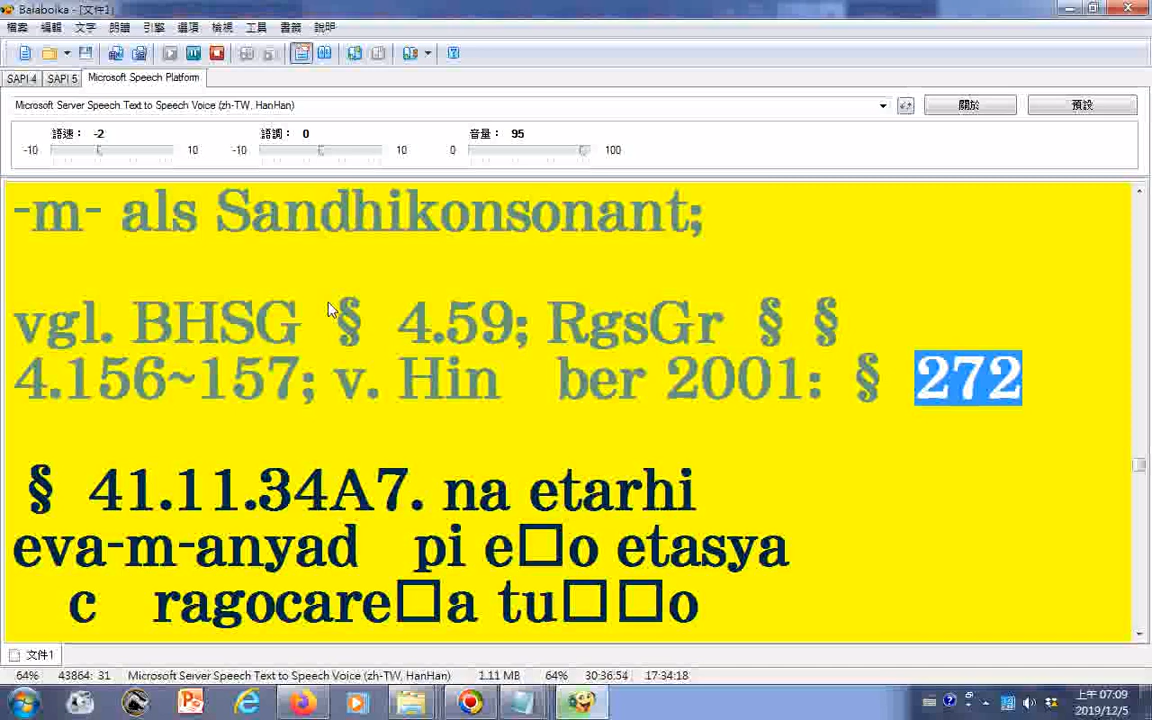 Balabolka - [文件1]
檔案 編輯 文字 朗讀 引擎 選項 檢視 工具 書籤 說明
SAPI 4 SAPI 5 Microsoft Speech Platform
Microsoft Server Speech Text to Speech Voice (zh-TW, HanHan) 關於 預設
語速： -2 語調： 0 音量： 95
-10 10 -10 10 0 100
-m- als Sandhikonsonant;
vgl. BHSG § 4.59; RgsGr § §
4.156~157; v. Hin ber 2001: § 272
§ 41.11.34A7. na etarhi
eva-m-anyad pi e□o etasya
c ragocare□a tu□□o
文件1
64% 43864: 31 Microsoft Server Speech Text to Speech Voice (zh-TW, HanHan) 1.11 MB 64% 30:36:54 17:34:18
上午 07:09
2019/12/5